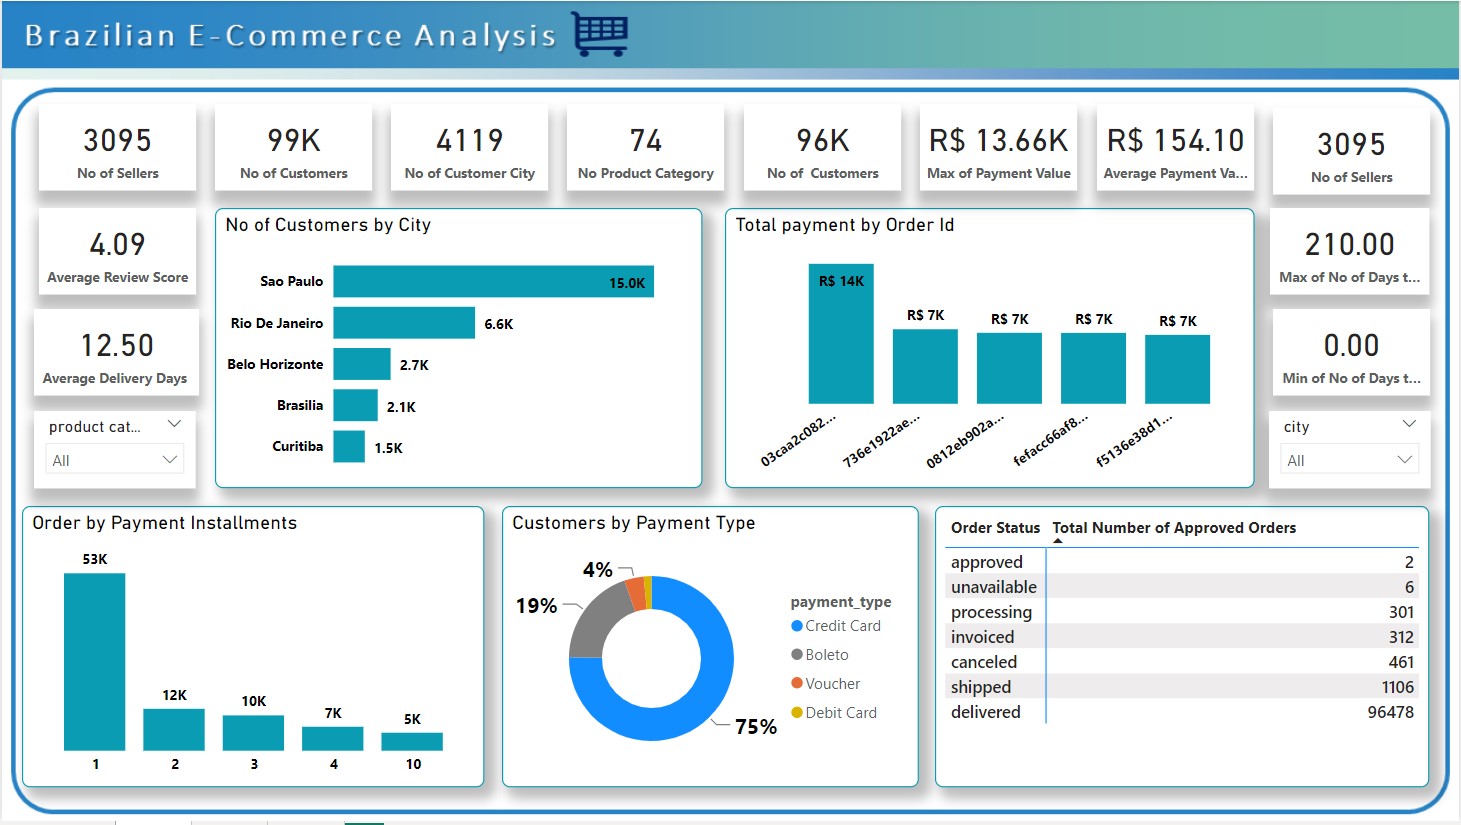 Brazilian E-Commerce Analysis
3095
No of Sellers
99K
No of Customers
4119
No of Customer City
74
No Product Category
96K
No of  Customers
R$ 13.66K
Max of Payment Value
R$ 154.10
Average Payment Va...
3095
No of Sellers
4.09
Average Review Score
12.50
Average Delivery Days
product cat...
All
No of Customers by City
Sao Paulo
15.0K
Rio De Janeiro
6.6K
Belo Horizonte
2.7K
Brasilia
2.1K
Curitiba
1.5K
Total payment by Order Id
R$ 14K
R$ 7K
R$ 7K
R$ 7K
R$ 7K
03caa2c082...
736e1922ae...
0812eb902a...
fefacc66af8...
f5136e38d1...
210.00
Max of No of Days t...
0.00
Min of No of Days t...
city
All
Order by Payment Installments
53K
12K
10K
7K
5K
1
2
3
4
10
Customers by Payment Type
4%
19%
75%
payment_type
Credit Card
Boleto
Voucher
Debit Card
Order Status Total Number of Approved Orders
approved 2
unavailable 6
processing 301
invoiced 312
canceled 461
shipped 1106
delivered 96478